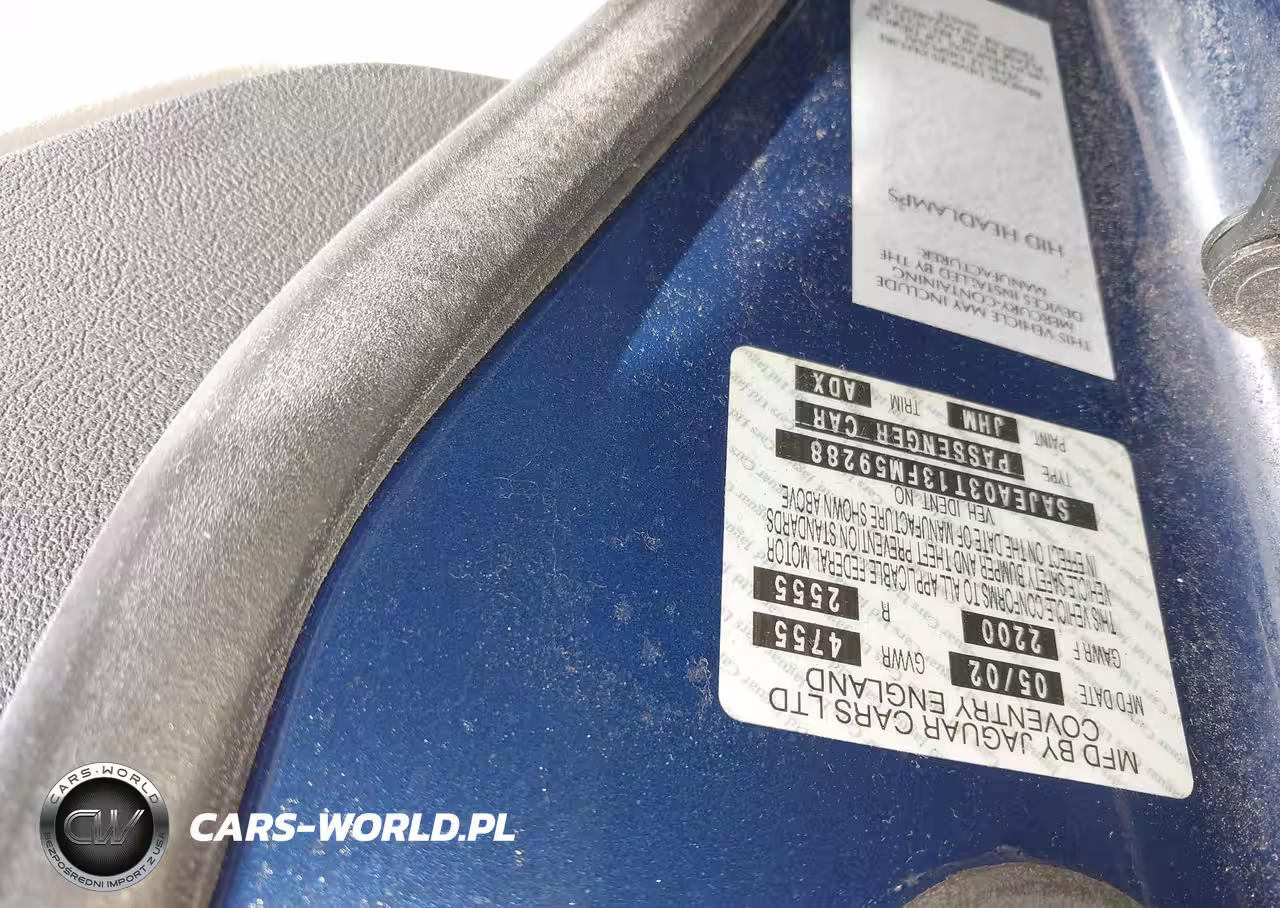 MFD BY JAGUAR CARS LTD
COVENTRY ENGLAND
MFD DATE 05/02 GVWR 4755
GAWR F 2200 R 2555
THIS VEHICLE CONFORMS TO ALL APPLICABLE FEDERAL MOTOR
VEHICLE SAFETY BUMPER AND THEFT PREVENTION STANDARDS
IN EFFECT ON THE DATE OF MANUFACTURE SHOWN ABOVE.
VEH. IDENT. NO.
SAJEA03T13FM59288
TYPE PASSENGER CAR
PAINT JHM TRIM ADX
THIS VEHICLE MAY INCLUDE
MERCURY-CONTAINING
DEVICES INSTALLED BY THE
MANUFACTURER:
HID HEADLAMPS
CARS-WORLD
CW
BEZPOŚREDNI IMPORT Z USA
CARS-WORLD.PL